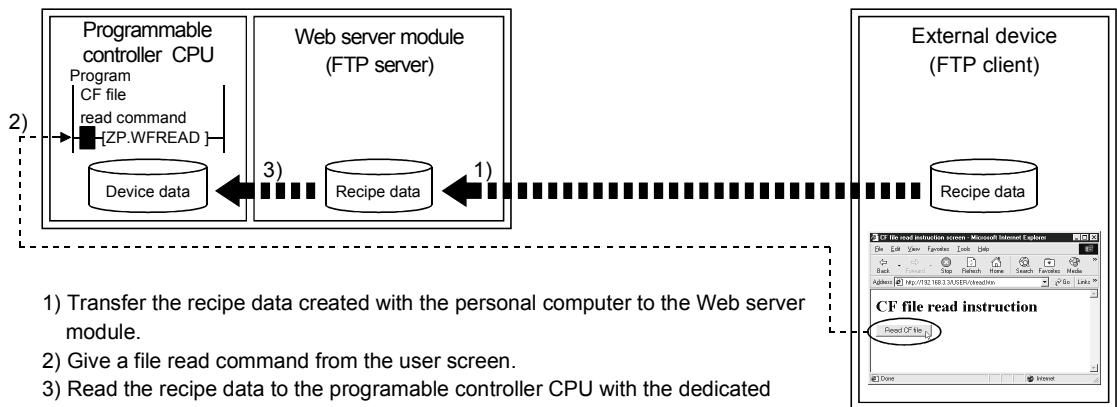 Programmable
controller CPU
Program
CF file
read command
[ZP.WFREAD ]
2)
Device data
3)
Web server module
(FTP server)
Recipe data
1)
External device
(FTP client)
Recipe data
CF file read instruction screen - Microsoft Internet Explorer
File Edit View Favorites Tools Help
Back Forward Stop Refresh Home Search Favorites Media
Address http://192.168.3.3/USER/cfread.htm Go Links
CF file read instruction
Read CF file
Done Internet
1) Transfer the recipe data created with the personal computer to the Web server
module.
2) Give a file read command from the user screen.
3) Read the recipe data to the programable controller CPU with the dedicated